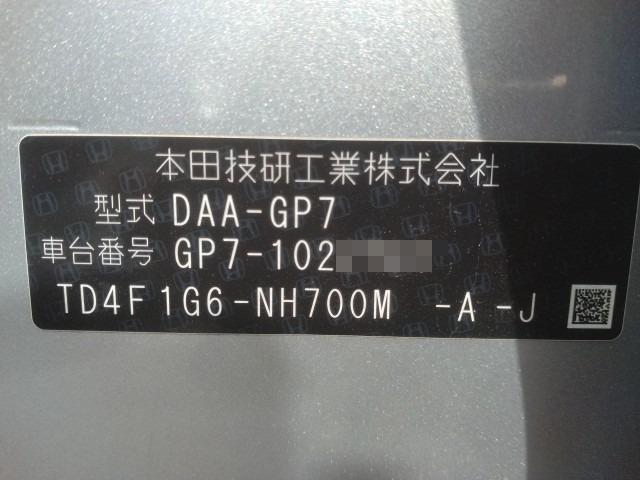 本田技研工業株式会社
型式 DAA-GP7
車台番号 GP7-102
TD4F1G6-NH700M -A-J